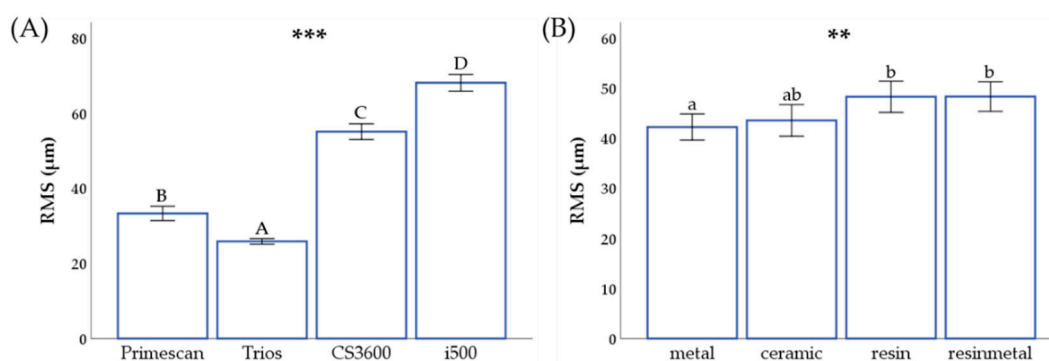 (A)
***
RMS (μm)
80
60
40
20
0
B
A
C
D
Primescan Trios CS3600 i500
(B)
**
RMS (μm)
60
50
40
30
20
10
0
a
ab
b
b
metal ceramic resin resinmetal